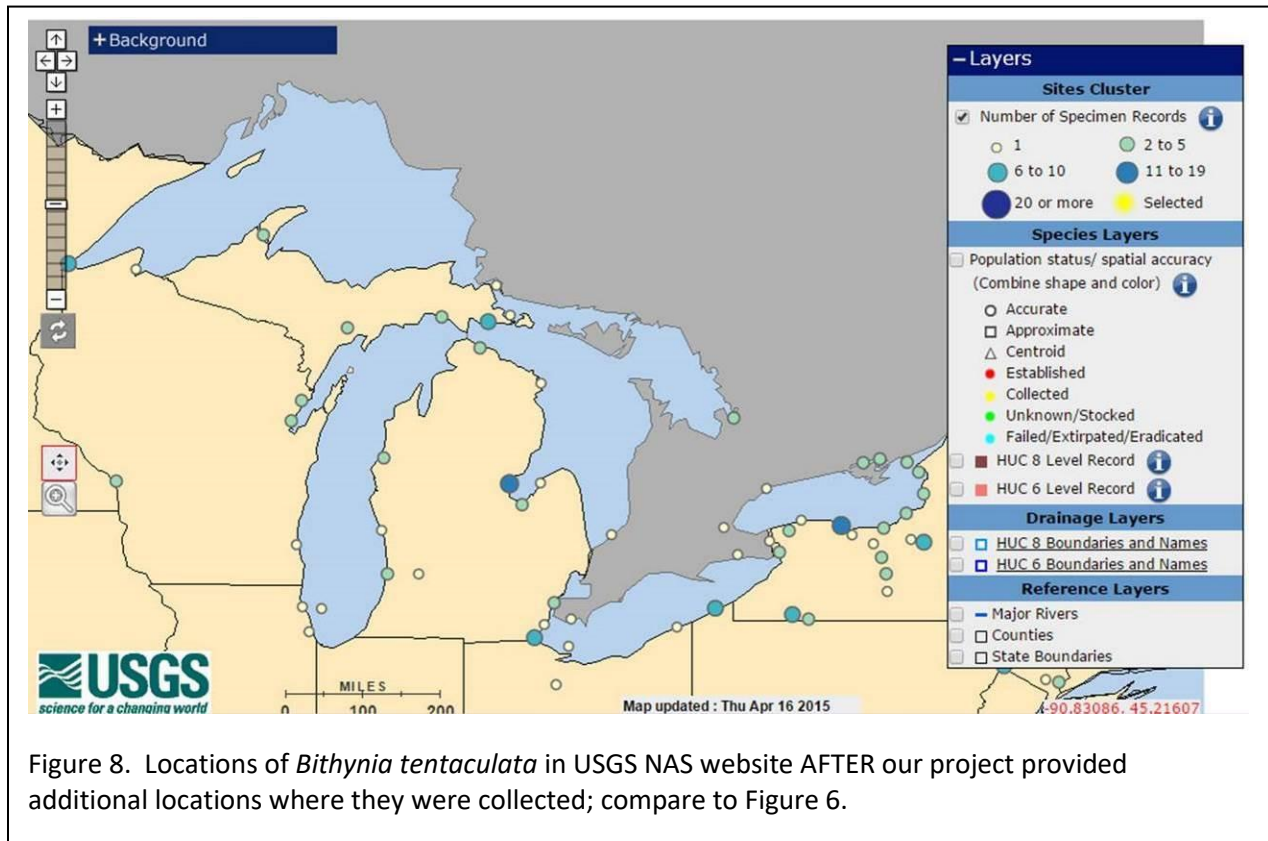 +Background
−Layers
Sites Cluster
Number of Specimen Records i
1 2 to 5
6 to 10 11 to 19
20 or more Selected
Species Layers
Population status/ spatial accuracy
(Combine shape and color) i
Accurate
Approximate
Centroid
Established
Collected
Unknown/Stocked
Failed/Extirpated/Eradicated
HUC 8 Level Record i
HUC 6 Level Record i
Drainage Layers
HUC 8 Boundaries and Names
HUC 6 Boundaries and Names
Reference Layers
Major Rivers
Counties
State Boundaries
USGS
science for a changing world
MILES
0 100 200
Map updated : Thu Apr 16 2015
-90.83086, 45.21607
Figure 8. Locations of Bithynia tentaculata in USGS NAS website AFTER our project provided
additional locations where they were collected; compare to Figure 6.